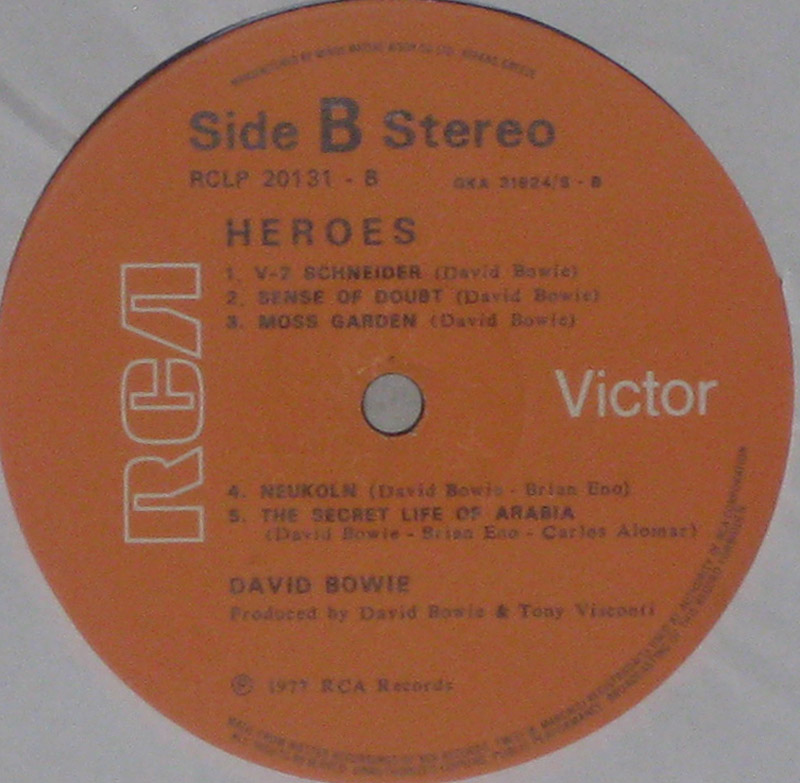 Side B Stereo
RCLP 20131 - B
HEROES
1. V-2 SCHNEIDER (David Bowie)
2. SENSE OF DOUBT (David Bowie)
3. MOSS GARDEN (David Bowie)
RCA
Victor
4. NEUKOLN (David Bowie - Brian Eno)
5. THE SECRET LIFE OF ARABIA
(David Bowie - Brian Eno - Carlos Alomar)
DAVID BOWIE
Produced by David Bowie & Tony Visconti
℗ 1977 RCA Records